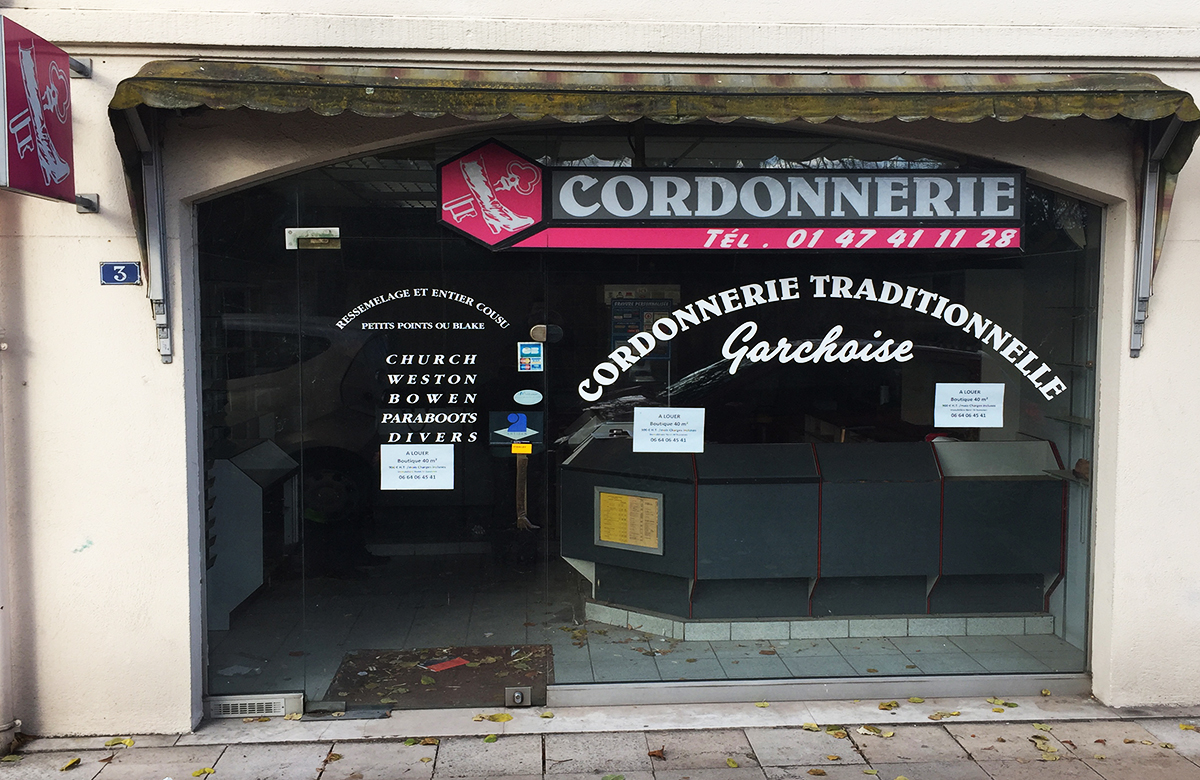 CORDONNERIE
TÉL . 01 47 41 11 28
3
RESSEMELAGE ET ENTIER COUSU
PETITS POINTS OU BLAKE
CHURCH
WESTON
BOWEN
PARABOOTS
DIVERS
CORDONNERIE TRADITIONNELLE
Garchoise
A LOUER
Boutique 40 m²
06 64 06 45 41
A LOUER
Boutique 40 m²
06 64 06 45 41
A LOUER
Boutique 40 m²
06 64 06 45 41